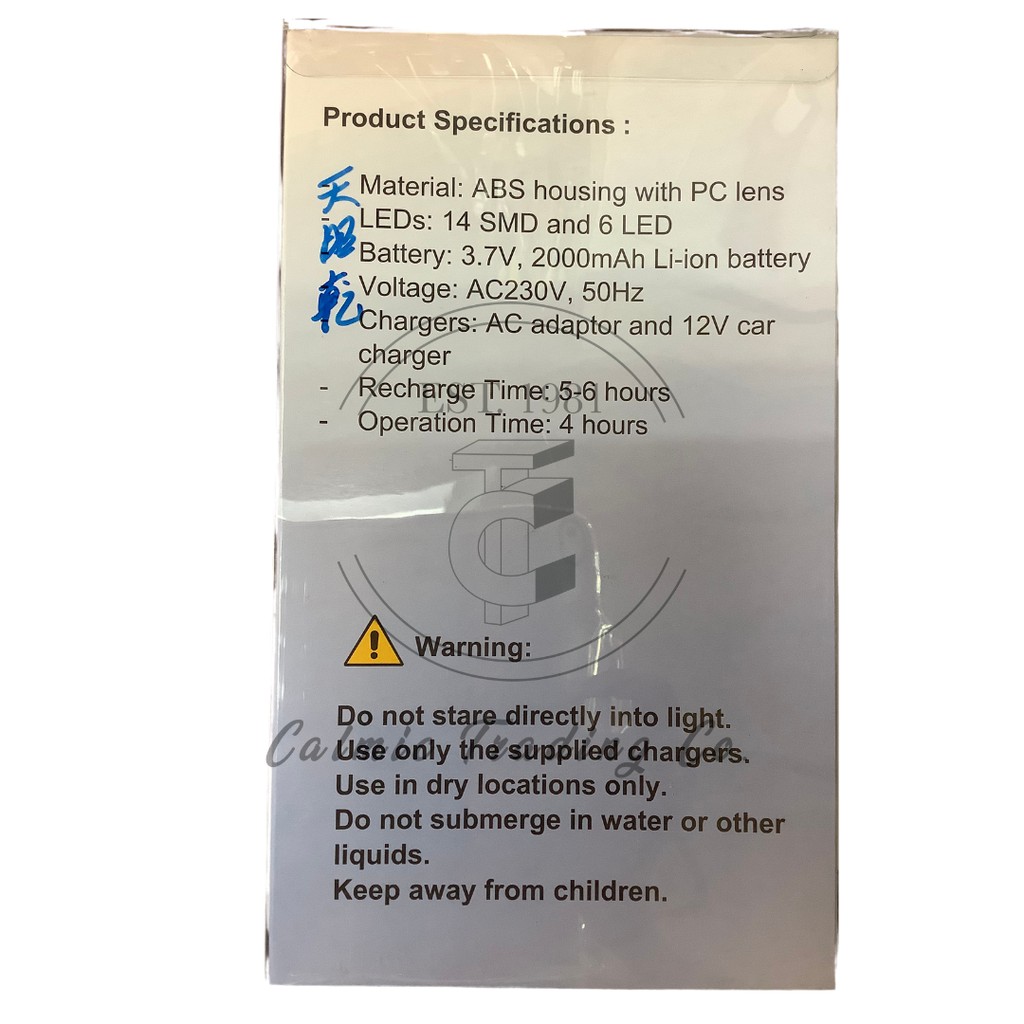 Product Specifications :
- Material: ABS housing with PC lens
- LEDs: 14 SMD and 6 LED
- Battery: 3.7V, 2000mAh Li-ion battery
- Voltage: AC230V, 50Hz
- Chargers: AC adaptor and 12V car
charger
- Recharge Time: 5-6 hours
- Operation Time: 4 hours
天
乾
EST. 1981
TC
Warning:
Do not stare directly into light.
Calmic Trading Co.
Use only the supplied chargers.
Use in dry locations only.
Do not submerge in water or other
liquids.
Keep away from children.